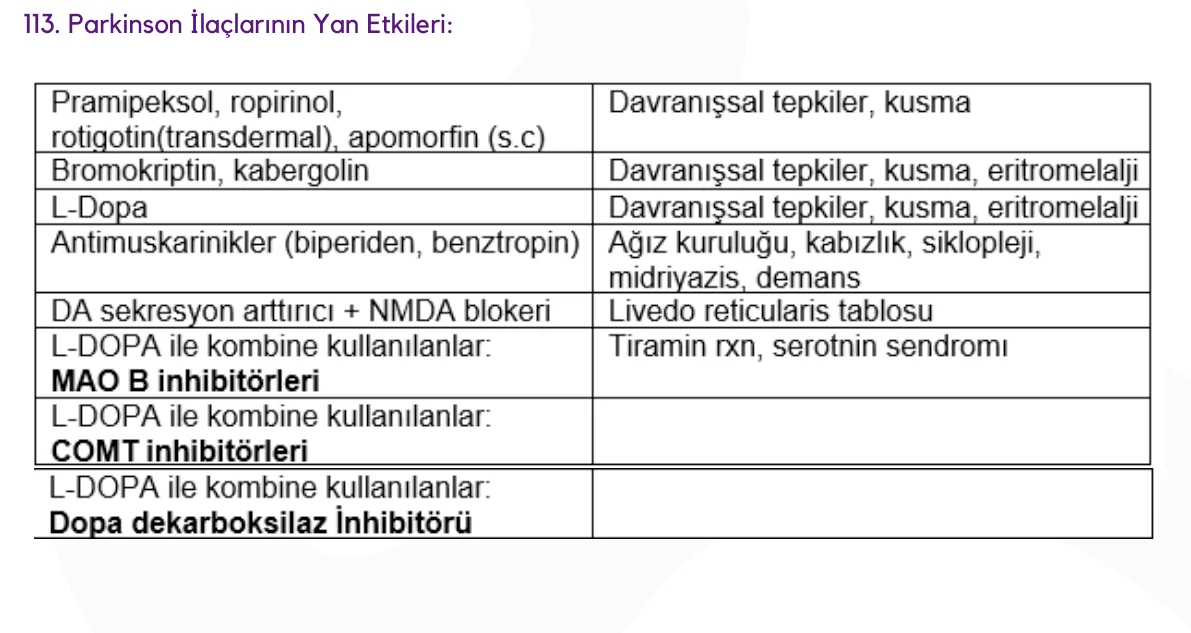 113. Parkinson İlaçlarının Yan Etkileri:
Pramipeksol, ropirinol,
rotigotin(transdermal), apomorfin (s.c)
Davranışsal tepkiler, kusma
Bromokriptin, kabergolin
Davranışsal tepkiler, kusma, eritromelalji
L-Dopa
Davranışsal tepkiler, kusma, eritromelalji
Antimuskarinikler (biperiden, benztropin)
Ağız kuruluğu, kabızlık, siklopleji,
midriyazis, demans
DA sekresyon arttırıcı + NMDA blokeri
Livedo reticularis tablosu
L-DOPA ile kombine kullanılanlar:
MAO B inhibitörleri
Tiramin rxn, serotnin sendromı
L-DOPA ile kombine kullanılanlar:
COMT inhibitörleri
L-DOPA ile kombine kullanılanlar:
Dopa dekarboksilaz İnhibitörü